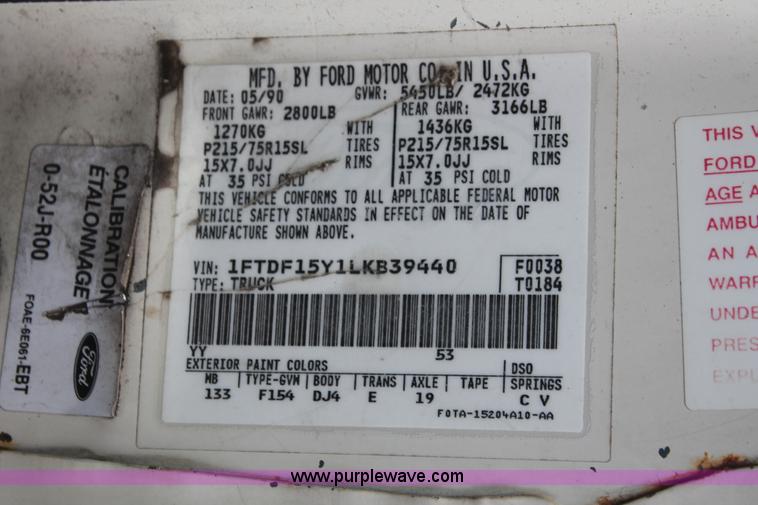 MFD. BY FORD MOTOR CO. IN U.S.A.
DATE: 05/90 GVWR: 5450LB/ 2472KG
FRONT GAWR: 2800LB REAR GAWR: 3166LB
1270KG WITH 1436KG WITH
P215/75R15SL TIRES P215/75R15SL TIRES
15X7.0JJ RIMS 15X7.0JJ RIMS
AT 35 PSI COLD AT 35 PSI COLD
THIS VEHICLE CONFORMS TO ALL APPLICABLE FEDERAL MOTOR
VEHICLE SAFETY STANDARDS IN EFFECT ON THE DATE OF
MANUFACTURE SHOWN ABOVE.
VIN: 1FTDF15Y1LKB39440 F0038
TYPE: TRUCK T0184
YY 53
EXTERIOR PAINT COLORS DSO
MB TYPE-GVM BODY TRANS AXLE TAPE SPRINGS
133 F154 DJ4 E 19 C V
F0TA-15204A10-AA
CALIBRATION
ÉTALONNAGE
0-52J-R00
FOAE-6E061-EBT
Ford
THIS V
FORD
AGE A
AMBU
AN A
WARR
UNDE
PRES
EXPL
www.purplewave.com